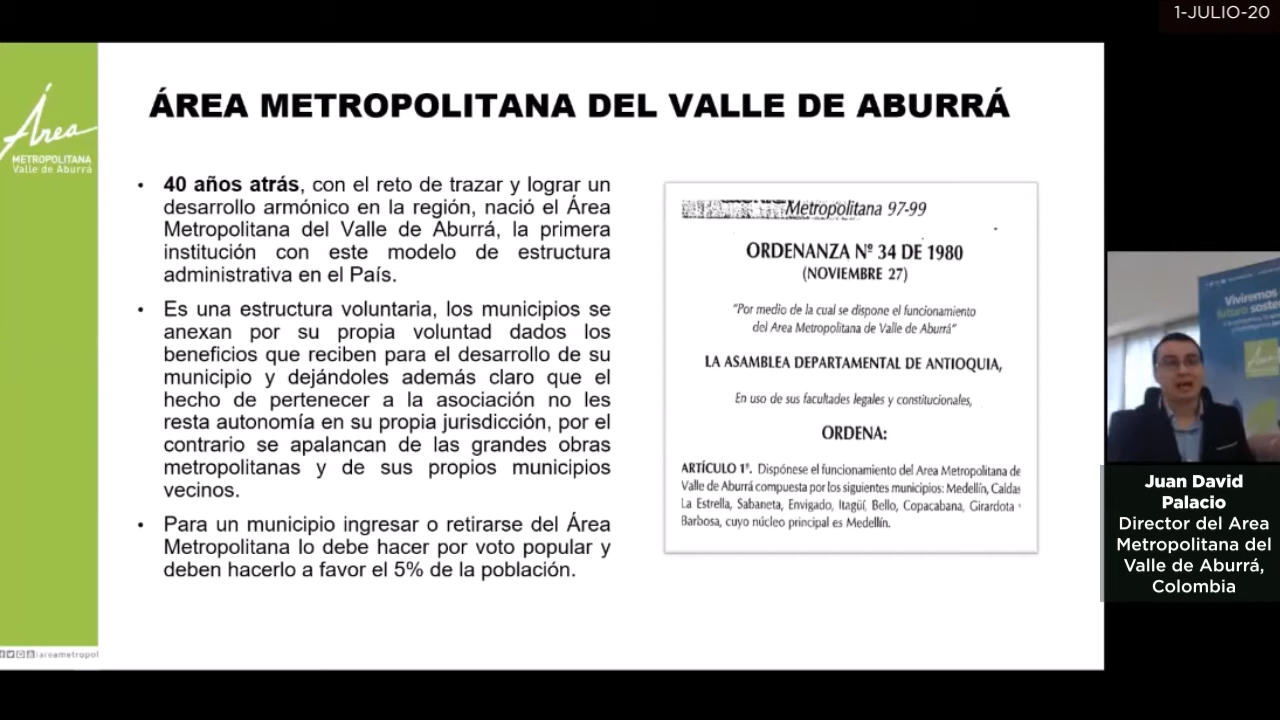 1-JULIO-20
Área
METROPOLITANA
Valle de Aburrá
ÁREA METROPOLITANA DEL VALLE DE ABURRÁ
• 40 años atrás, con el reto de trazar y lograr un
desarrollo armónico en la región, nació el Área
Metropolitana del Valle de Aburrá, la primera
institución con este modelo de estructura
administrativa en el País.
• Es una estructura voluntaria, los municipios se
anexan por su propia voluntad dados los
beneficios que reciben para el desarrollo de su
municipio y dejándoles además claro que el
hecho de pertenecer a la asociación no les
resta autonomía en su propia jurisdicción, por el
contrario se apalancan de las grandes obras
metropolitanas y de sus propios municipios
vecinos.
• Para un municipio ingresar o retirarse del Área
Metropolitana lo debe hacer por voto popular y
deben hacerlo a favor el 5% de la población.
Metropolitana 97-99
ORDENANZA Nº 34 DE 1980
(NOVIEMBRE 27)
"Por medio de la cual se dispone el funcionamiento
del Area Metropolitana de Valle de Aburrá"
LA ASAMBLEA DEPARTAMENTAL DE ANTIOQUIA,
En uso de sus facultades legales y constitucionales,
ORDENA:
ARTÍCULO 1º. Dispónese el funcionamiento del Area Metropolitana de
Valle de Aburrá compuesta por los siguientes municipios: Medellín, Caldas
La Estrella, Sabaneta, Envigado, Itagüí, Bello, Copacabana, Girardota
Barbosa, cuyo núcleo principal es Medellín.
areametropol
Viviremos
futuro
Juan David
Palacio
Director del Area
Metropolitana del
Valle de Aburrá,
Colombia